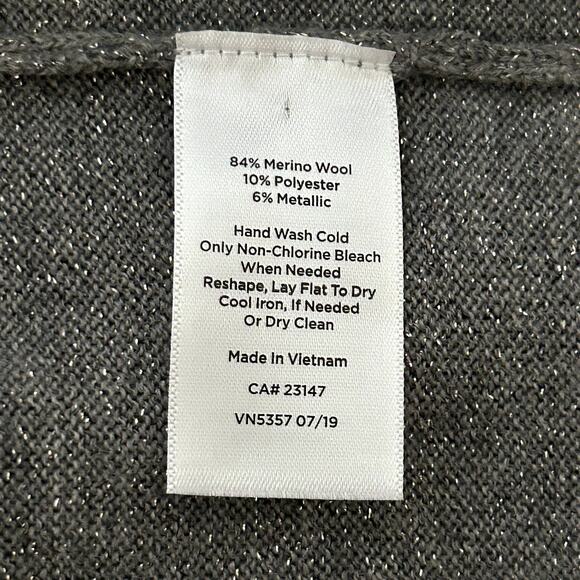 84% Merino Wool
10% Polyester
6% Metallic
Hand Wash Cold
Only Non-Chlorine Bleach
When Needed
Reshape, Lay Flat To Dry
Cool Iron, If Needed
Or Dry Clean
Made In Vietnam
CA# 23147
VN5357 07/19